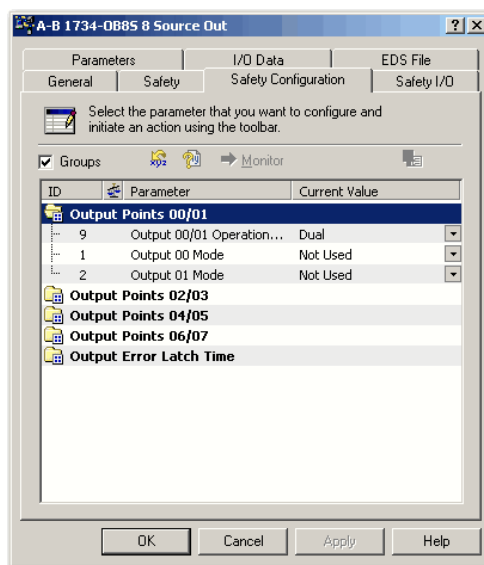 A-B 1734-OB8S 8 Source Out
Parameters I/O Data EDS File
General Safety Safety Configuration Safety I/O
Select the parameter that you want to configure and
initiate an action using the toolbar.
Groups Monitor
ID Parameter Current Value
Output Points 00/01
9 Output 00/01 Operation... Dual
1 Output 00 Mode Not Used
2 Output 01 Mode Not Used
Output Points 02/03
Output Points 04/05
Output Points 06/07
Output Error Latch Time
OK Cancel Apply Help